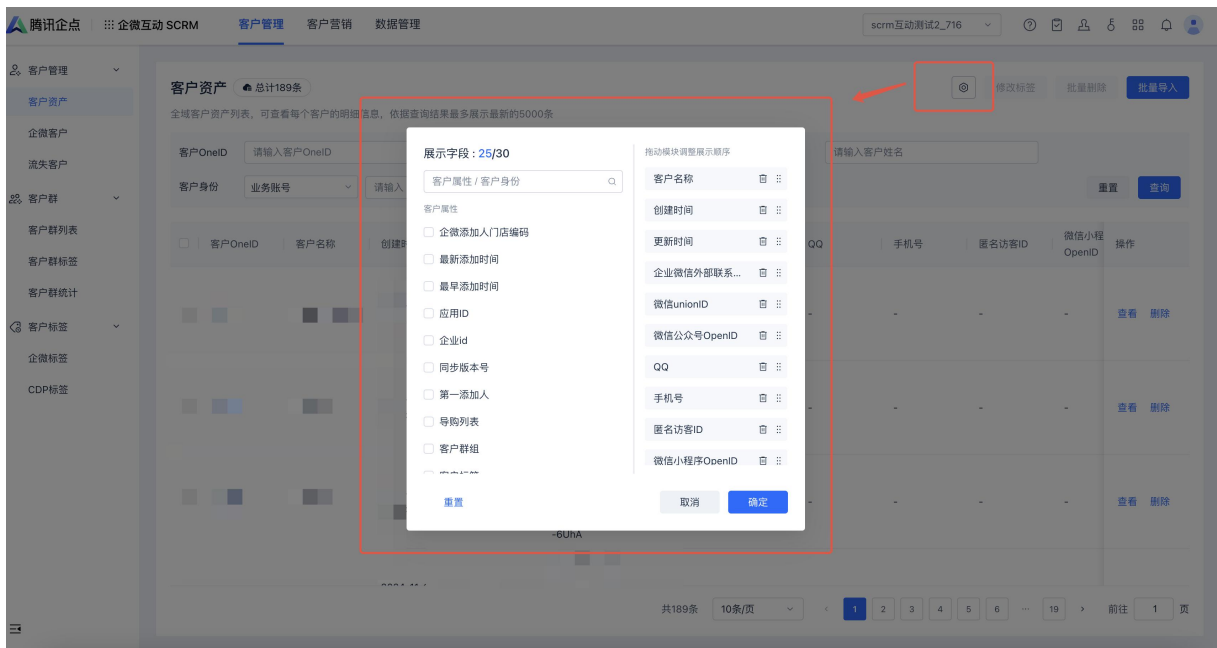 腾讯企点 企微互动 SCRM 客户管理 客户营销 数据管理 scrm互动测试2_716
客户管理
客户资产
企微客户
流失客户
客户群
客户群列表
客户群标签
客户群统计
客户标签
企微标签
CDP标签
客户资产 总计189条 修改标签 批量删除 批量导入
全域客户资产列表，可查看每个客户的明细信息，依据查询结果最多展示最新的5000条
客户OneID 请输入客户OneID 请输入客户姓名
客户身份 业务账号 请输入 重置 查询
客户OneID 客户名称 创建时 QQ 手机号 匿名访客ID 微信小程 操作
OpenID
展示字段：25/30
客户属性 / 客户身份
客户属性
企微添加人门店编码
最新添加时间
最早添加时间
应用ID
企业id
同步版本号
第一添加人
导购列表
客户群组
重置
拖动模块调整展示顺序
客户名称
创建时间
更新时间
企业微信外部联系...
微信unionID
微信公众号OpenID
QQ
手机号
匿名访客ID
微信小程序OpenID
取消 确定
- - - - 查看 删除
- - - - 查看 删除
- - - - 查看 删除
-6UhA
共189条 10条/页 1 2 3 4 5 6 ... 19 前往 1 页